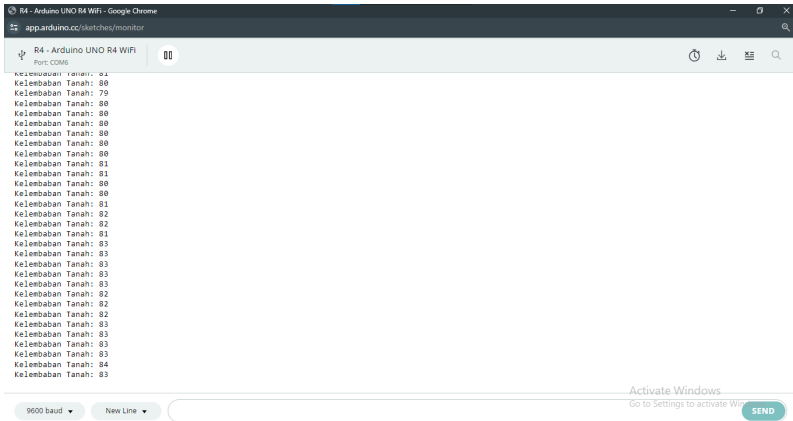 R4 - Arduino UNO R4 WiFi - Google Chrome
app.arduino.cc/sketches/monitor
R4 - Arduino UNO R4 WiFi
Port: COM6
Kelembaban Tanah: 81
Kelembaban Tanah: 80
Kelembaban Tanah: 79
Kelembaban Tanah: 80
Kelembaban Tanah: 80
Kelembaban Tanah: 80
Kelembaban Tanah: 80
Kelembaban Tanah: 80
Kelembaban Tanah: 80
Kelembaban Tanah: 81
Kelembaban Tanah: 81
Kelembaban Tanah: 80
Kelembaban Tanah: 80
Kelembaban Tanah: 81
Kelembaban Tanah: 82
Kelembaban Tanah: 82
Kelembaban Tanah: 81
Kelembaban Tanah: 83
Kelembaban Tanah: 83
Kelembaban Tanah: 83
Kelembaban Tanah: 83
Kelembaban Tanah: 83
Kelembaban Tanah: 82
Kelembaban Tanah: 82
Kelembaban Tanah: 82
Kelembaban Tanah: 83
Kelembaban Tanah: 83
Kelembaban Tanah: 83
Kelembaban Tanah: 83
Kelembaban Tanah: 84
Kelembaban Tanah: 83
Activate Windows
Go to Settings to activate Win
9600 baud
New Line
SEND